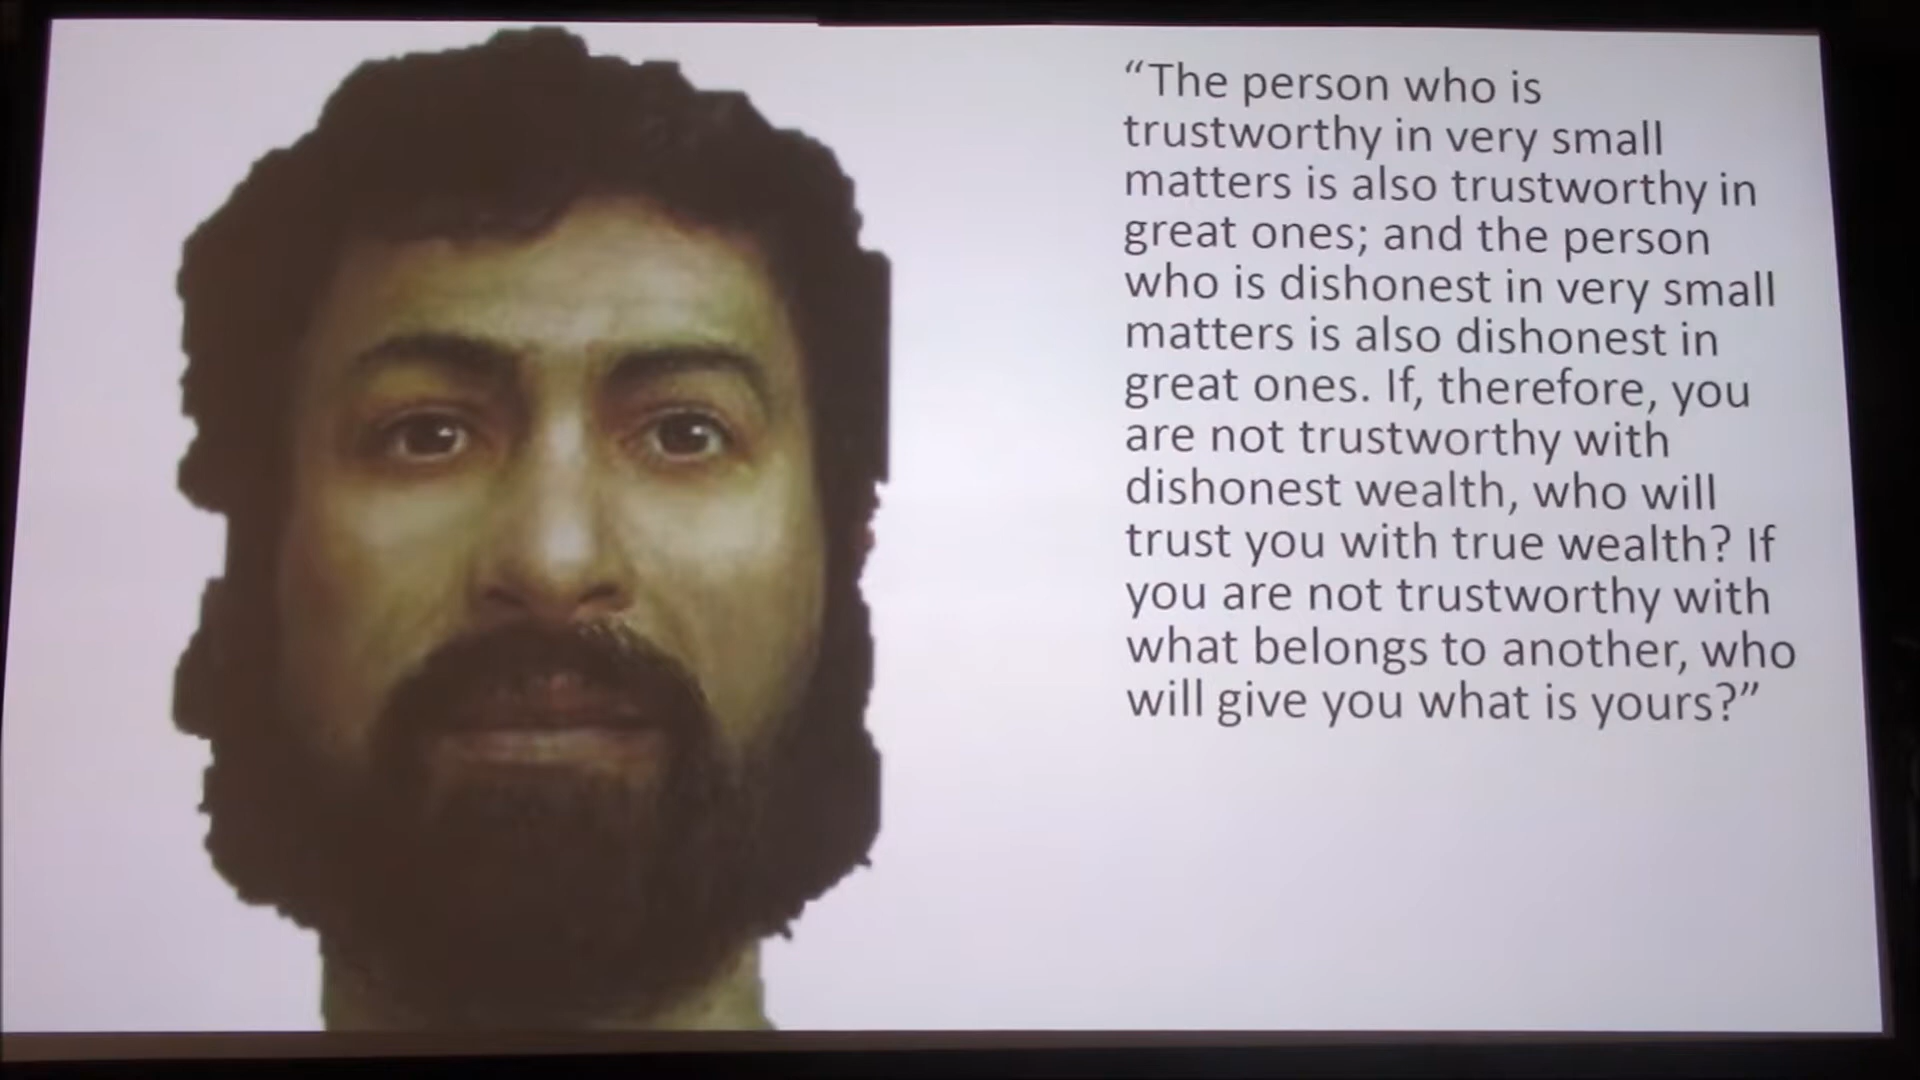 “The person who is
trustworthy in very small
matters is also trustworthy in
great ones; and the person
who is dishonest in very small
matters is also dishonest in
great ones. If, therefore, you
are not trustworthy with
dishonest wealth, who will
trust you with true wealth? If
you are not trustworthy with
what belongs to another, who
will give you what is yours?”